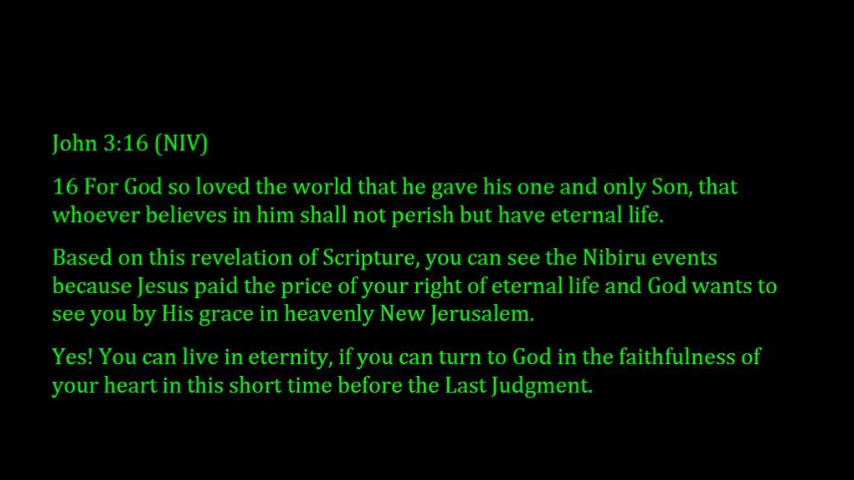 John 3:16 (NIV)
16 For God so loved the world that he gave his one and only Son, that
whoever believes in him shall not perish but have eternal life.
Based on this revelation of Scripture, you can see the Nibiru events
because Jesus paid the price of your right of eternal life and God wants to
see you by His grace in heavenly New Jerusalem.
Yes! You can live in eternity, if you can turn to God in the faithfulness of
your heart in this short time before the Last Judgment.